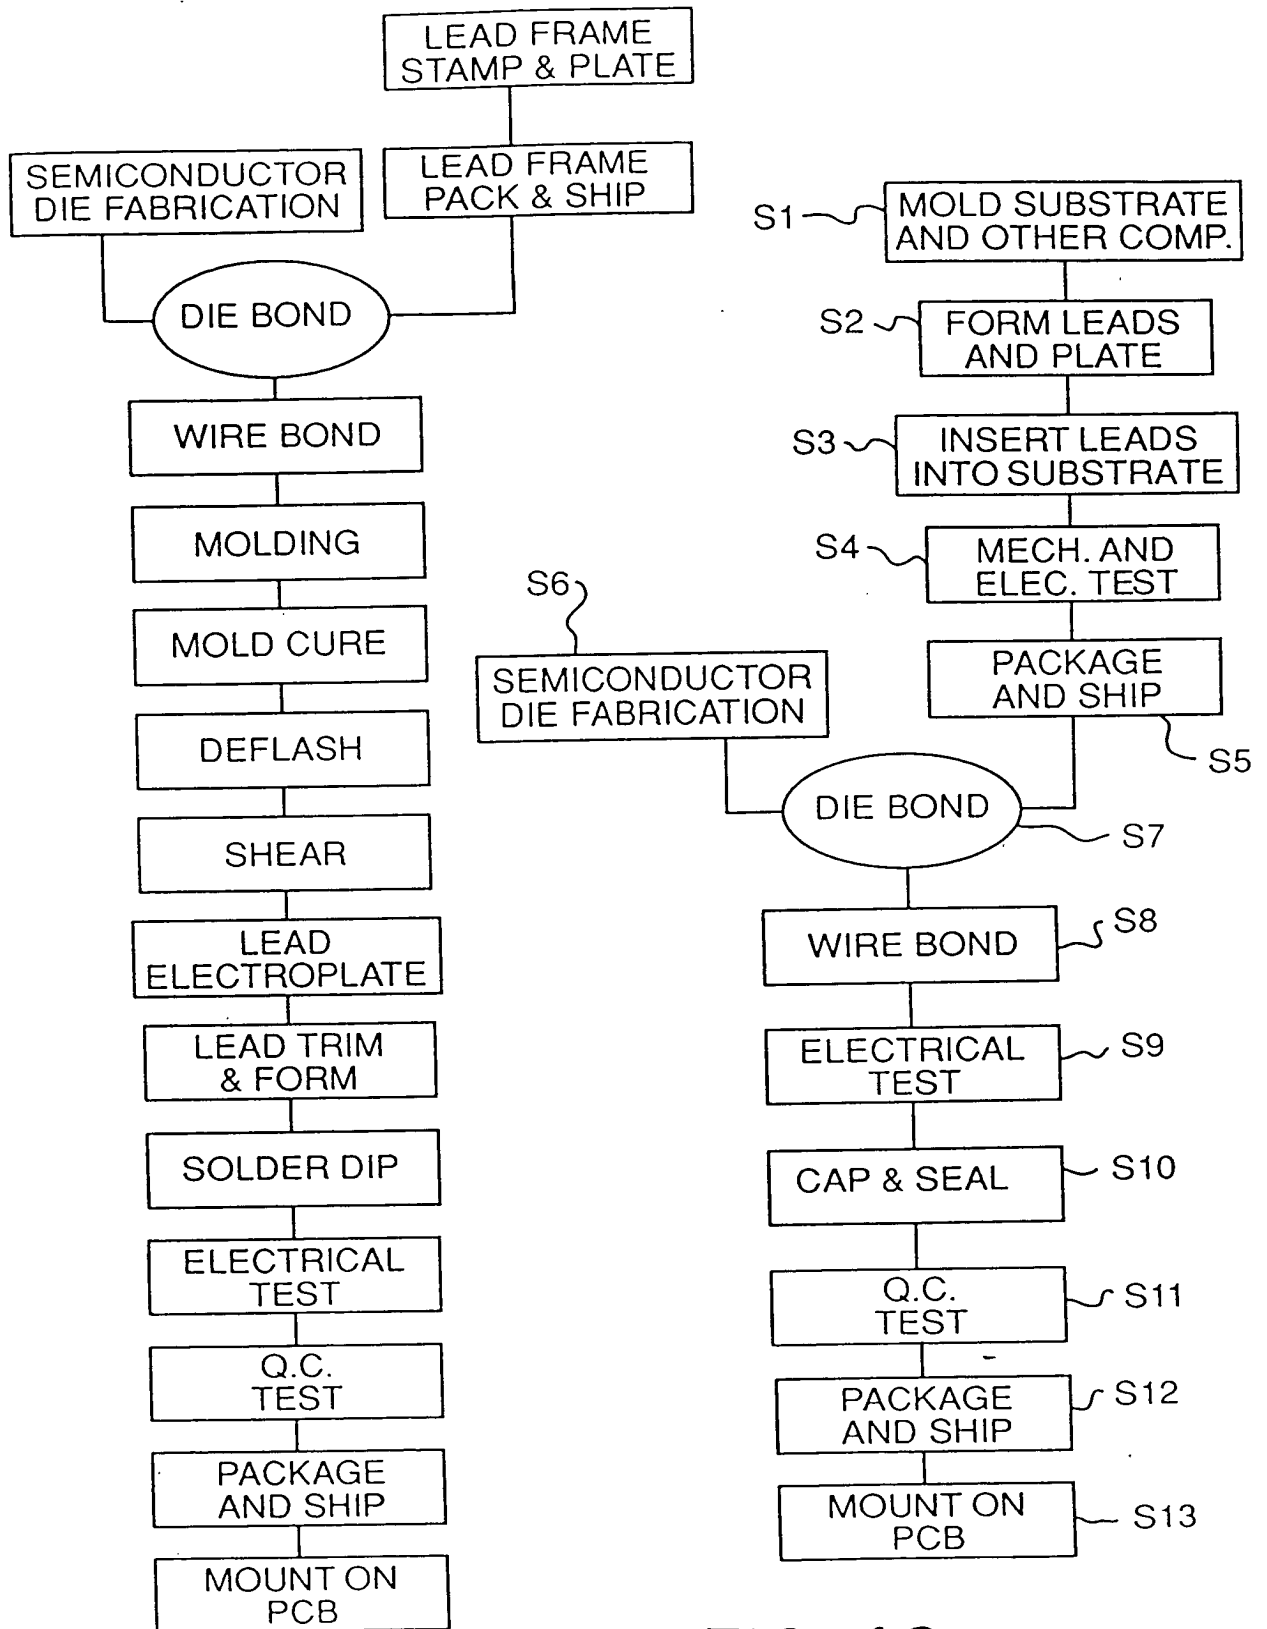 LEAD FRAME
STAMP & PLATE
LEAD FRAME
PACK & SHIP
SEMICONDUCTOR
DIE FABRICATION
DIE BOND
WIRE BOND
MOLDING
MOLD CURE
DEFLASH
SHEAR
LEAD
ELECTROPLATE
LEAD TRIM
& FORM
SOLDER DIP
ELECTRICAL
TEST
Q.C.
TEST
PACKAGE
AND SHIP
MOUNT ON
PCB
S1
MOLD SUBSTRATE
AND OTHER COMP.
S2
FORM LEADS
AND PLATE
S3
INSERT LEADS
INTO SUBSTRATE
S4
MECH. AND
ELEC. TEST
PACKAGE
AND SHIP
S5
S6
SEMICONDUCTOR
DIE FABRICATION
DIE BOND
S7
WIRE BOND
S8
ELECTRICAL
TEST
S9
CAP & SEAL
S10
Q.C.
TEST
S11
PACKAGE
AND SHIP
S12
MOUNT ON
PCB
S13